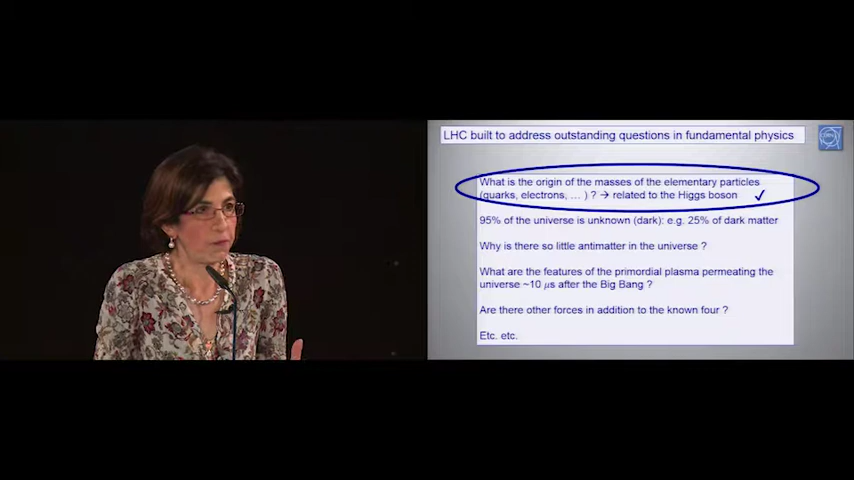 LHC built to address outstanding questions in fundamental physics
What is the origin of the masses of the elementary particles
(quarks, electrons, … ) ? → related to the Higgs boson ✓
95% of the universe is unknown (dark): e.g. 25% of dark matter
Why is there so little antimatter in the universe ?
What are the features of the primordial plasma permeating the
universe ~10 μs after the Big Bang ?
Are there other forces in addition to the known four ?
Etc. etc.